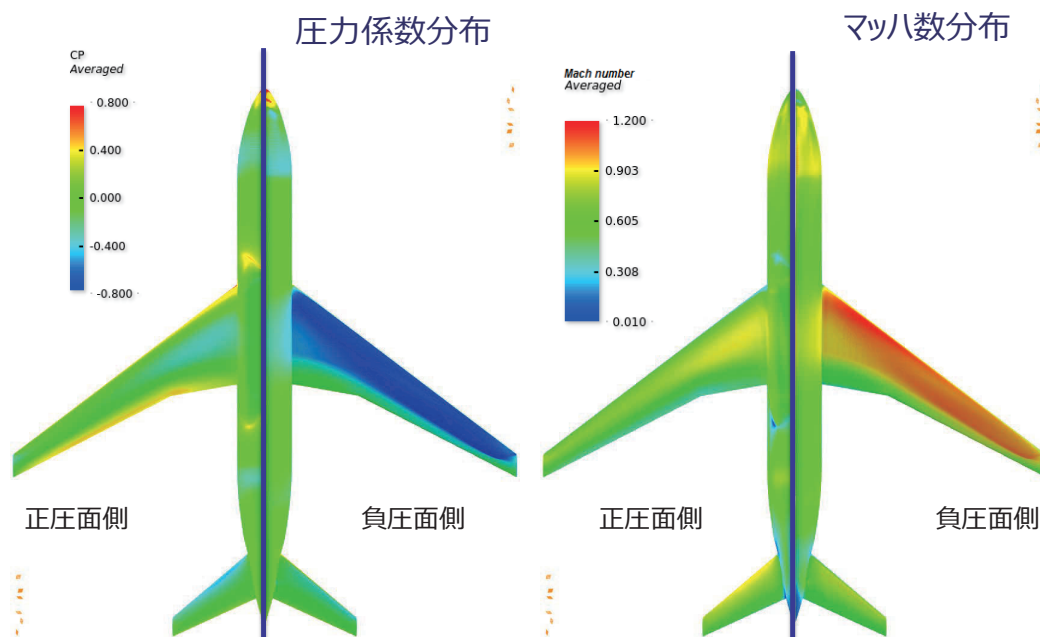 圧力係数分布
CP
Averaged
0.800
0.400
0.000
-0.400
-0.800
正圧面側
負圧面側
マッハ数分布
Mach number
Averaged
1.200
0.903
0.605
0.308
0.010
正圧面側
負圧面側